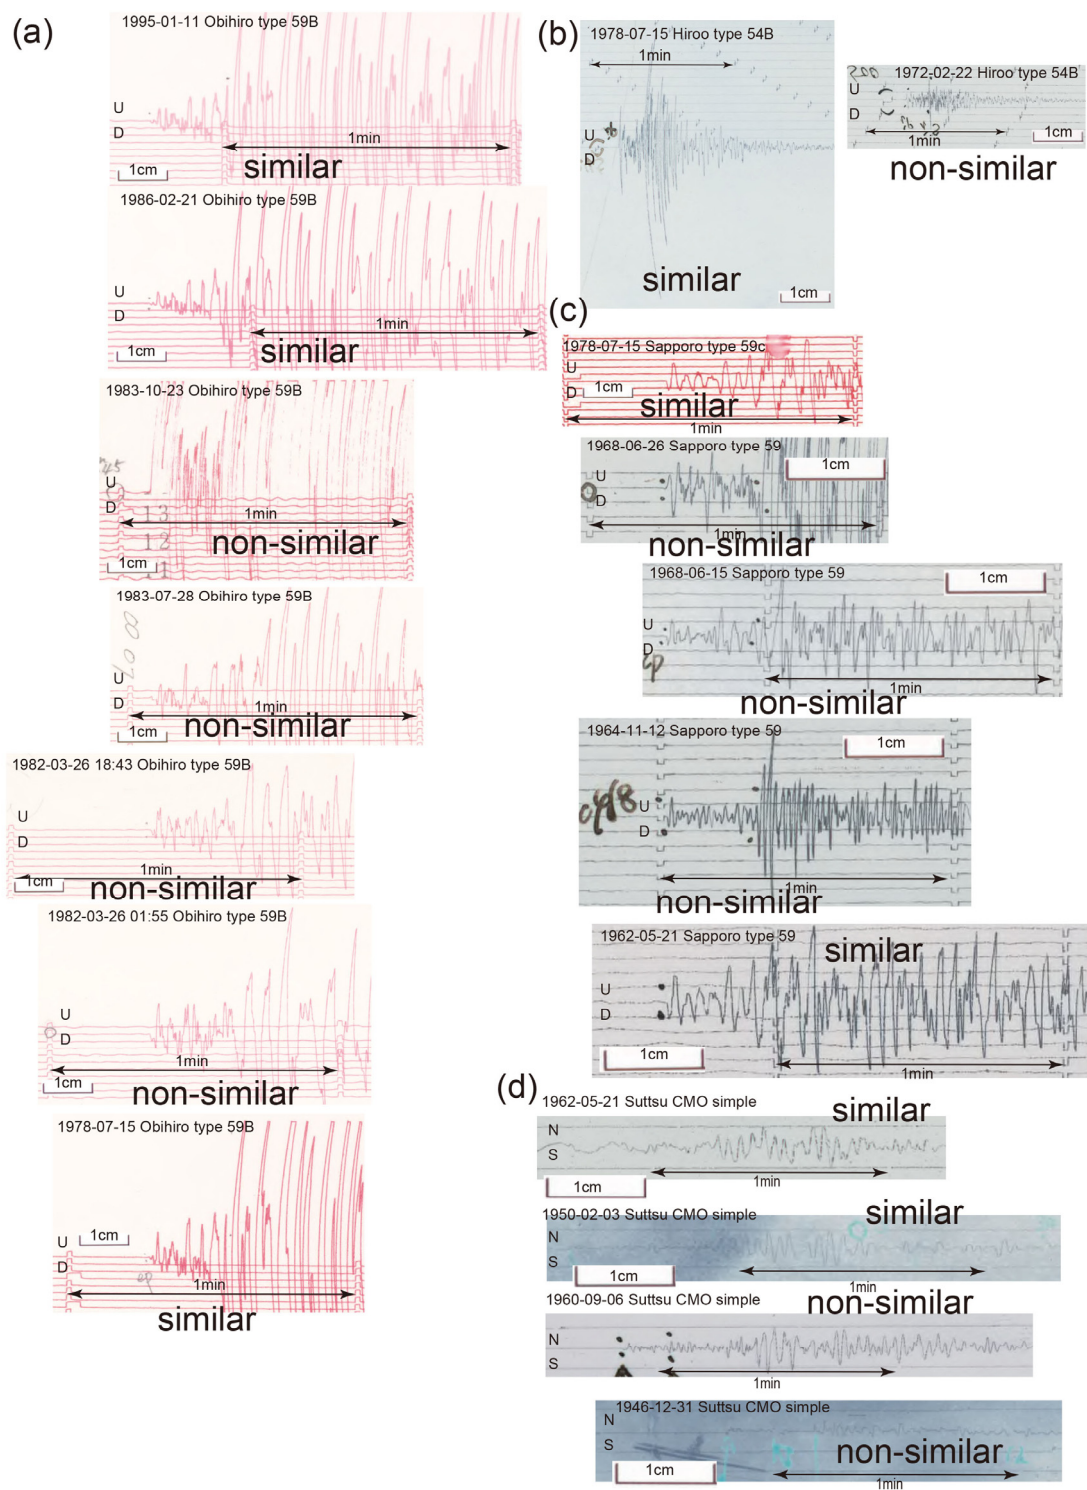 (a)
1995-01-11 Obihiro type 59B
U
D
1min
1cm
similar
1986-02-21 Obihiro type 59B
U
D
1min
1cm
similar
1983-10-23 Obihiro type 59B
45
U
D
1min
13
12
non-similar
1cm
11
1983-07-28 Obihiro type 59B
U
D
1min
non-similar
1cm
1982-03-26 18:43 Obihiro type 59B
U
D
1min
1cm
non-similar
1982-03-26 01:55 Obihiro type 59B
U
D
1min
1cm
non-similar
1978-07-15 Obihiro type 59B
1cm
U
D
1min
similar
(b)
1978-07-15 Hiroo type 54B
1min
U
D
similar
1cm
1972-02-22 Hiroo type 54B
U
D
1min
1cm
non-similar
(c)
1978-07-15 Sapporo type 59c
U
D
1cm
similar
1min
1968-06-26 Sapporo type 59
1cm
U
D
1min
non-similar
1968-06-15 Sapporo type 59
1cm
U
D
1min
non-similar
1964-11-12 Sapporo type 59
1cm
U
D
1min
non-similar
1962-05-21 Sapporo type 59
similar
U
D
1cm
1min
(d)
1962-05-21 Suttsu CMO simple
similar
N
S
1cm
1min
1950-02-03 Suttsu CMO simple
similar
N
S
1cm
1min
1960-09-06 Suttsu CMO simple
non-similar
N
S
1min
1946-12-31 Suttsu CMO simple
N
S
non-similar
1cm
1min